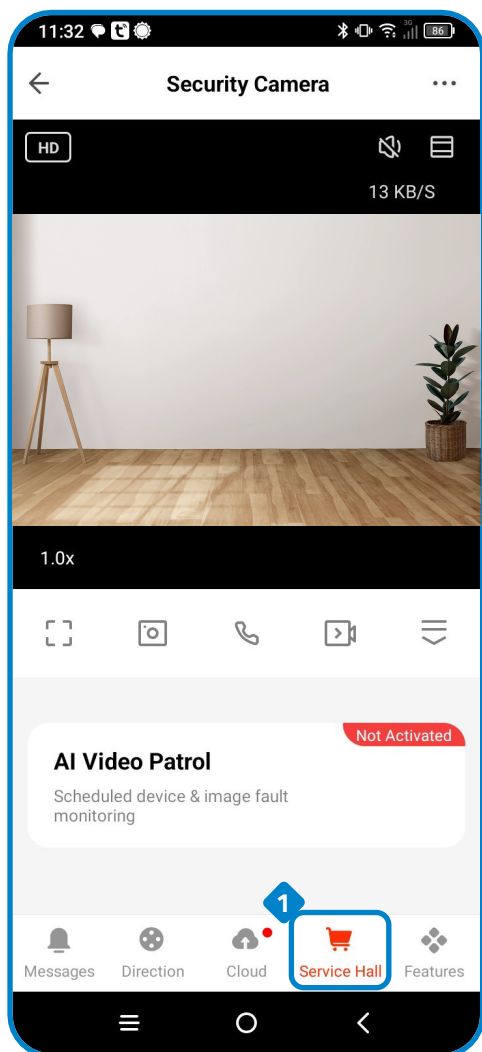 11:32
3G
86
Security Camera
HD
13 KB/S
1.0x
Not Activated
AI Video Patrol
Scheduled device & image fault
monitoring
1
Messages
Direction
Cloud
Service Hall
Features